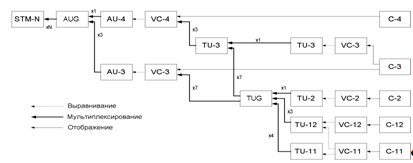 STM-N xN AUG x1 AU-4 VC-4 C-4
x3 x3 TU-3 x1 TU-3 VC-3
AU-3 VC-3 C-3
x7 x7 TUG x1 TU-2 VC-2 C-2
x3 TU-12 VC-12 C-12
x4 TU-11 VC-11 C-11
Выравнивание
Мультиплексирование
Отображение